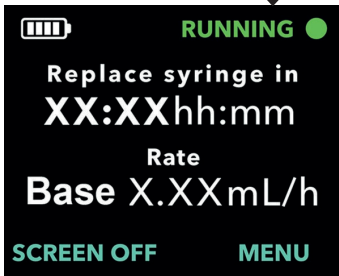 RUNNING
Replace syringe in
XX:XXhh:mm
Rate
Base X.XXmL/h
SCREEN OFF MENU